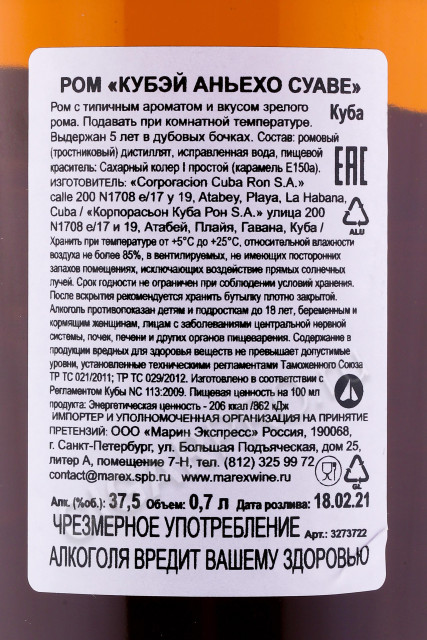 РОМ «КУБЭЙ АНЬЕХО СУАВЕ»
Ром с типичным ароматом и вкусом зрелого
рома. Подавать при комнатной температуре.
Куба
Выдержан 5 лет в дубовых бочках. Состав: ромовый
(тростниковый) дистиллят, исправленная вода, пищевой
краситель: Сахарный колер I простой (карамель Е150а).
EAC
ИЗГОТОВИТЕЛЬ: «Corporacion Cuba Ron S.A.»
calle 200 N1708 e/17 y 19, Atabey, Playa, La Habana,
Cuba / «Корпорасьон Куба Рон S.A.» улица 200
N1708 e/17 и 19, Атабей, Плайя, Гавана, Куба /
ALU
Хранить при температуре от +5°С до +25°С, относительной влажности
воздуха не более 85%, в вентилируемых, не имеющих посторонних
запахов помещениях, исключающих воздействие прямых солнечных
лучей. Срок годности не ограничен при соблюдении условий хранения.
После вскрытия рекомендуется хранить бутылку плотно закрытой.
Алкоголь противопоказан детям и подросткам до 18 лет, беременным и
кормящим женщинам, лицам с заболеваниями центральной нервной
системы, почек, печени и других органов пищеварения. Содержание в
продукции вредных для здоровья веществ не превышает допустимые
уровни, установленные техническими регламентами Таможенного Союза
ТР ТС 021/2011; ТР ТС 029/2012. Изготовлено в соответствии с
Регламентом Кубы NC 113:2009. Пищевая ценность на 100 мл
продукта: Энергетическая ценность - 206 ккал /862 кДж
ИМПОРТЕР И УПОЛНОМОЧЕННАЯ ОРГАНИЗАЦИЯ НА ПРИНЯТИЕ
ПРЕТЕНЗИЙ: ООО «Марин Экспресс» Россия, 190068,
г. Санкт-Петербург, ул. Большая Подъяческая, дом 25,
литер А, помещение 7-Н, тел. (812) 325 99 72
contact@marex.spb.ru www.marexwine.ru
GL
Алк. (%об.): 37,5 Объем: 0,7 л Дата розлива: 18.02.21
ЧРЕЗМЕРНОЕ УПОТРЕБЛЕНИЕ Арт.: 3273722
АЛКОГОЛЯ ВРЕДИТ ВАШЕМУ ЗДОРОВЬЮ